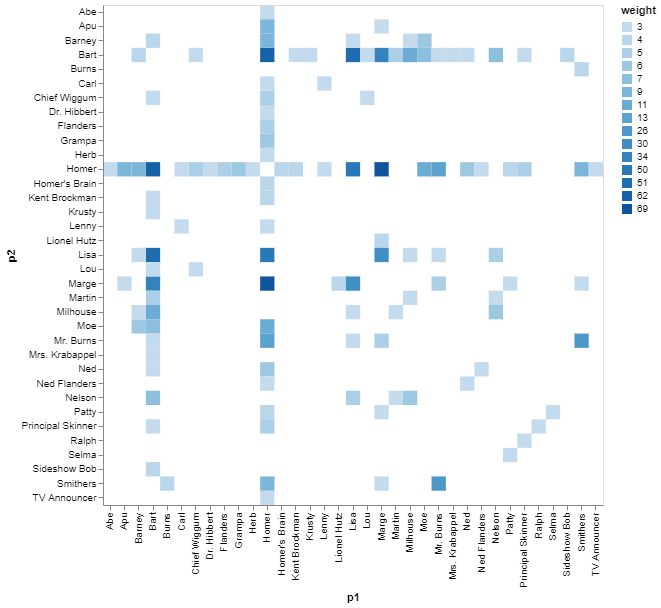 weight
3
4
5
6
7
9
11
13
26
30
34
50
51
62
69
p2
Abe
Apu
Barney
Bart
Burns
Carl
Chief Wiggum
Dr. Hibbert
Flanders
Grampa
Herb
Homer
Homer's Brain
Kent Brockman
Krusty
Lenny
Lionel Hutz
Lisa
Lou
Marge
Martin
Milhouse
Moe
Mr. Burns
Mrs. Krabappel
Ned
Ned Flanders
Nelson
Patty
Principal Skinner
Ralph
Selma
Sideshow Bob
Smithers
TV Announcer
Abe
Apu
Barney
Bart
Burns
Carl
Chief Wiggum
Dr. Hibbert
Flanders
Grampa
Herb
Homer
Homer's Brain
Kent Brockman
Krusty
Lenny
Lionel Hutz
Lisa
Lou
Marge
Martin
Milhouse
Moe
Mr. Burns
Mrs. Krabappel
Ned
Ned Flanders
Nelson
Patty
Principal Skinner
Ralph
Selma
Sideshow Bob
Smithers
TV Announcer
p1